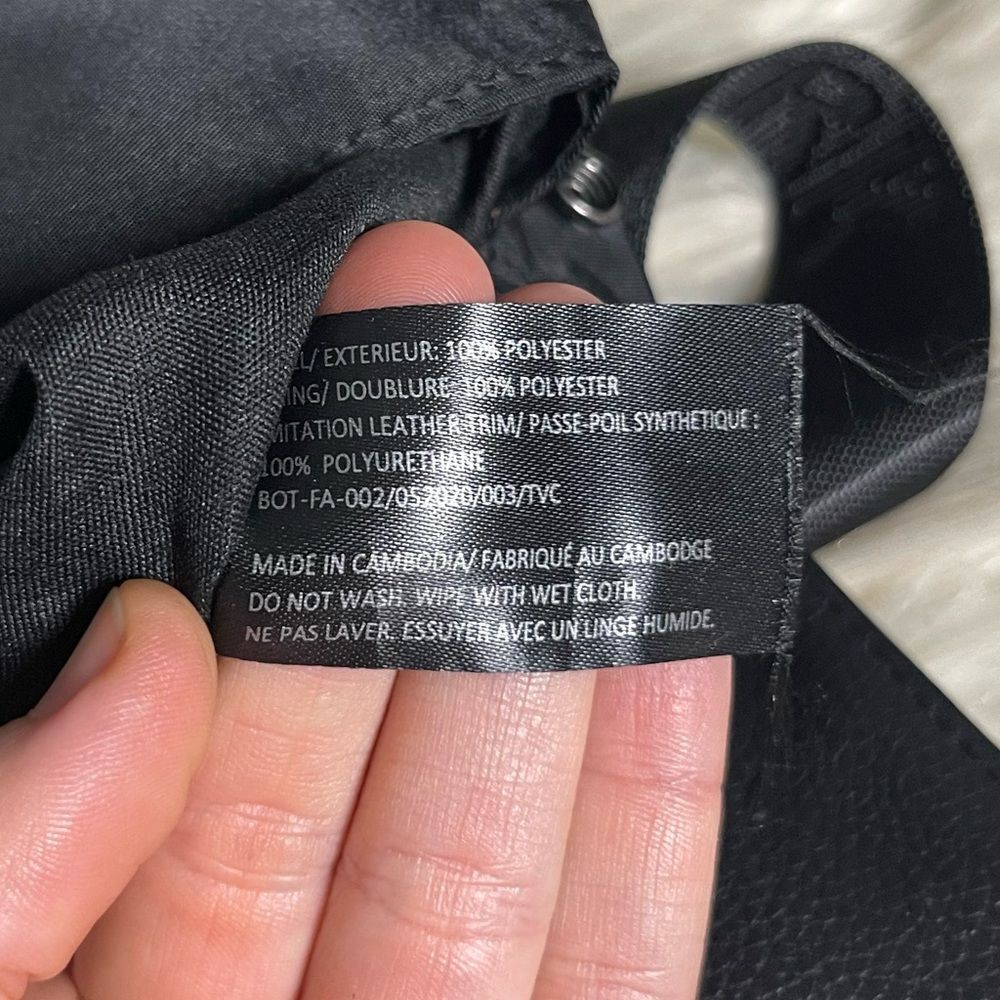 EXTERIEUR: 100% POLYESTER
DOUBLURE: 100% POLYESTER
LEATHER TRIM/ PASSE-POIL SYNTHETIQUE :
100% POLYURETHANE
BOT-FA-002/052020/003/TVC
MADE IN CAMBODIA/ FABRIQUÉ AU CAMBODGE
DO NOT WASH. WIPE WITH WET CLOTH.
NE PAS LAVER. ESSUYER AVEC UN LINGE HUMIDE.